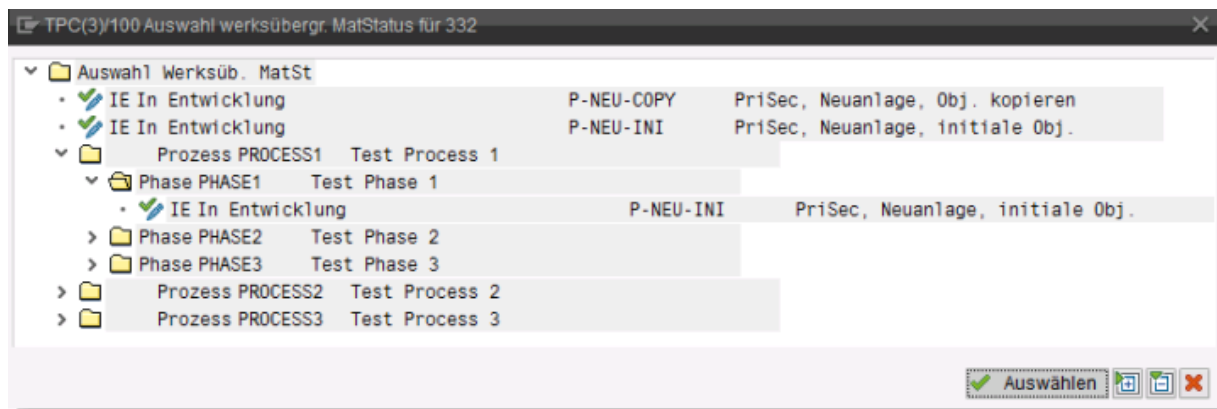 TPC(3)/100 Auswahl werksübergr. MatStatus für 332
Auswahl Werksüb. MatSt
IE In Entwicklung P-NEU-COPY PriSec, Neuanlage, Obj. kopieren
IE In Entwicklung P-NEU-INI PriSec, Neuanlage, initiale Obj.
Prozess PROCESS1 Test Process 1
Phase PHASE1 Test Phase 1
IE In Entwicklung P-NEU-INI PriSec, Neuanlage, initiale Obj.
Phase PHASE2 Test Phase 2
Phase PHASE3 Test Phase 3
Prozess PROCESS2 Test Process 2
Prozess PROCESS3 Test Process 3
Auswählen